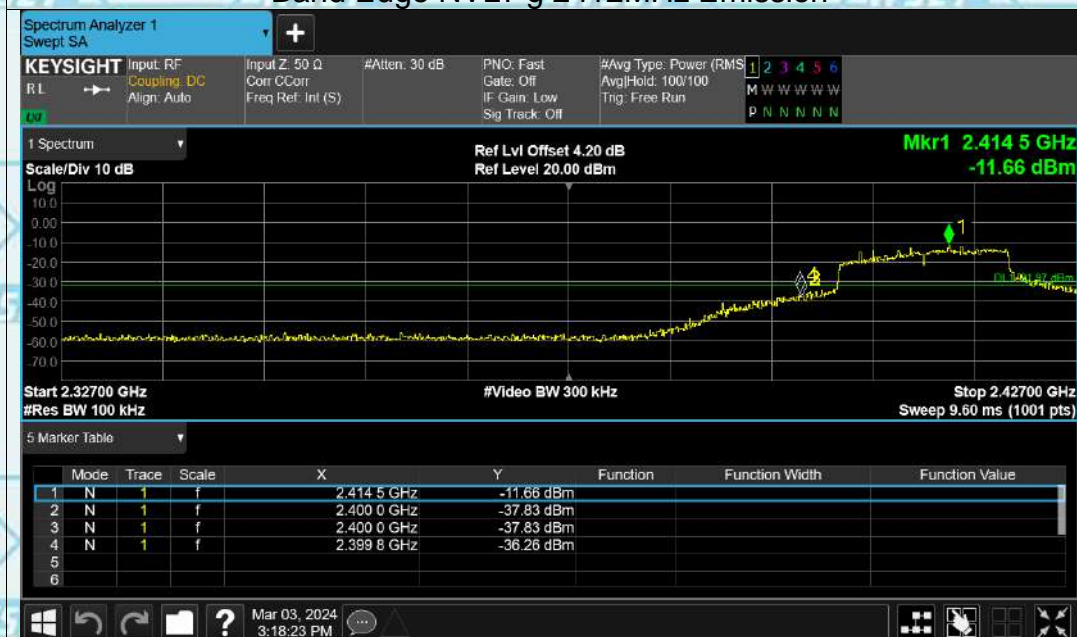 Band Edge NVLP g 2412MHz Emission
Spectrum Analyzer 1
Swept SA
+
KEYSIGHT Input: RF Input Z: 50 Ω #Atten: 30 dB PNO: Fast #Avg Type: Power (RMS 1 2 3 4 5 6
RL Coupling: DC Corr CCorr Gate: Off Avg|Hold: 100/100 M W W W W W
Align: Auto Freq Ref: Int (S) IF Gain: Low Trig: Free Run
Sig Track: Off P N N N N N
1 Spectrum
Ref Lvl Offset 4.20 dB Mkr1 2.414 5 GHz
Scale/Div 10 dB Ref Level 20.00 dBm -11.66 dBm
Log
10.0
0.00
1
-10.0
-20.0
-30.0
-40.0
-50.0
-60.0
-70.0
Start 2.32700 GHz #Video BW 300 kHz Stop 2.42700 GHz
#Res BW 100 kHz Sweep 9.60 ms (1001 pts)
5 Marker Table
Mode Trace Scale X Y Function Function Width Function Value
1 N 1 f 2.414 5 GHz -11.66 dBm
2 N 1 f 2.400 0 GHz -37.83 dBm
3 N 1 f 2.400 0 GHz -37.83 dBm
4 N 1 f 2.399 8 GHz -36.26 dBm
5
6
? Mar 03, 2024
3:18:23 PM